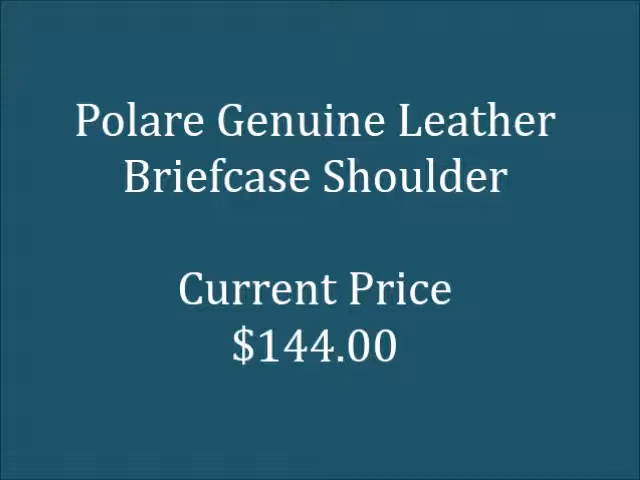 Polare Genuine Leather
Briefcase Shoulder
Current Price
$144.00